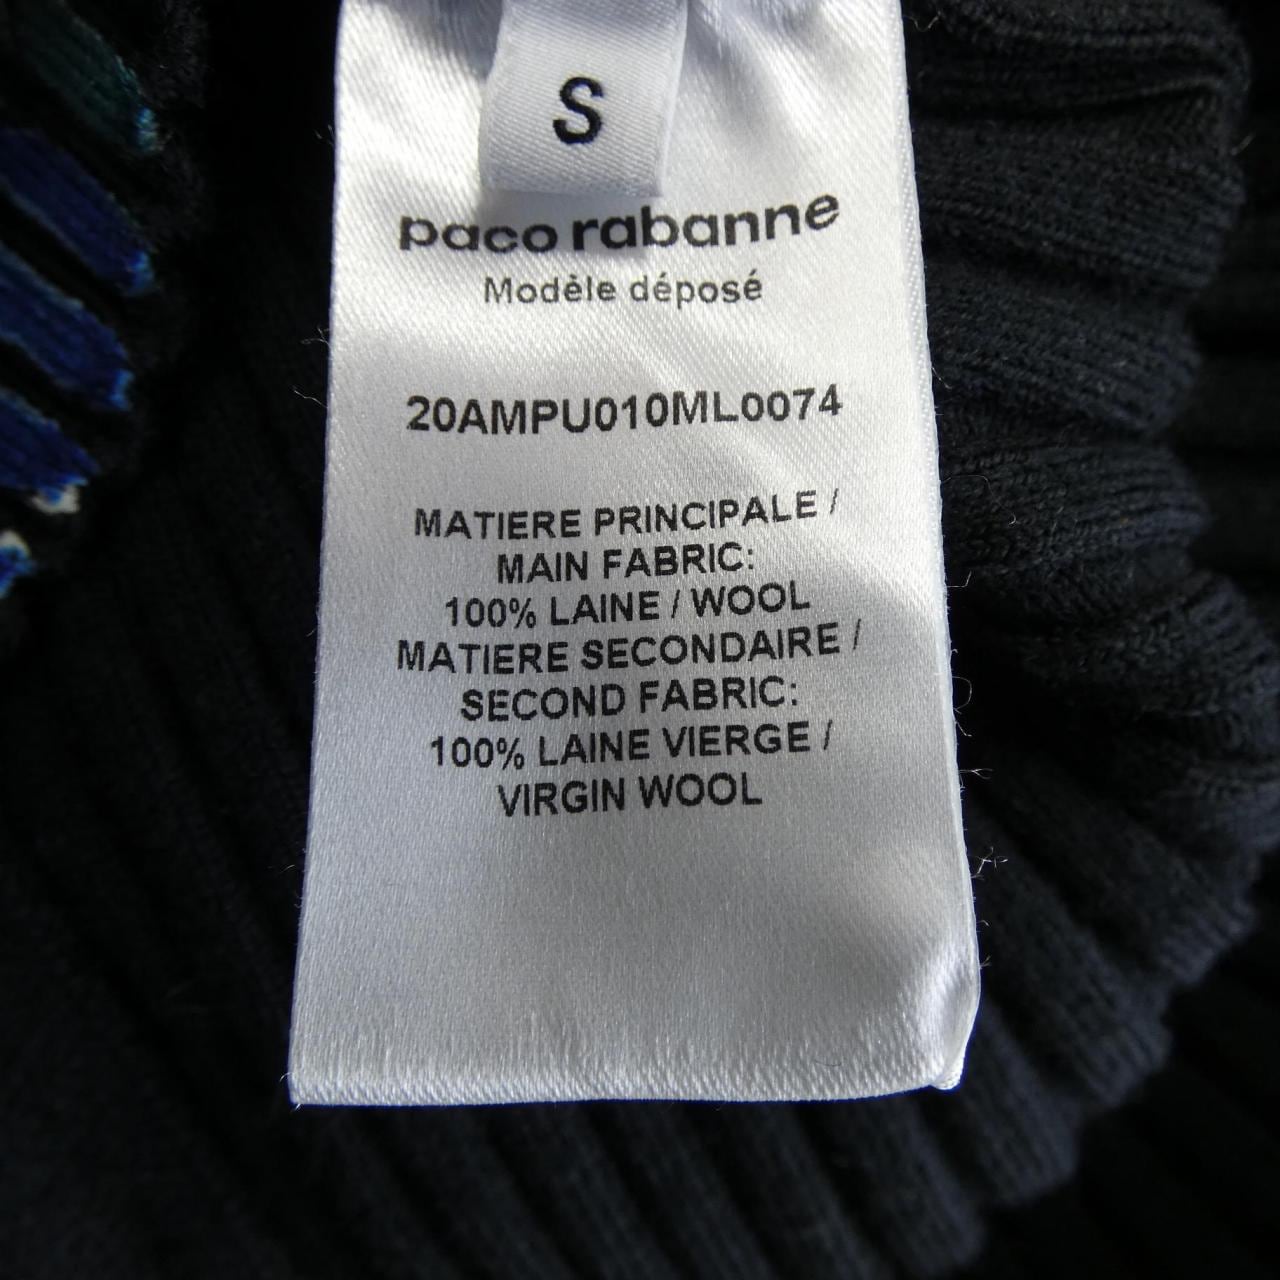 S
paco rabanne
Modèle déposé
20AMPU010ML0074
MATIERE PRINCIPALE /
MAIN FABRIC:
100% LAINE / WOOL
MATIERE SECONDAIRE /
SECOND FABRIC:
100% LAINE VIERGE /
VIRGIN WOOL